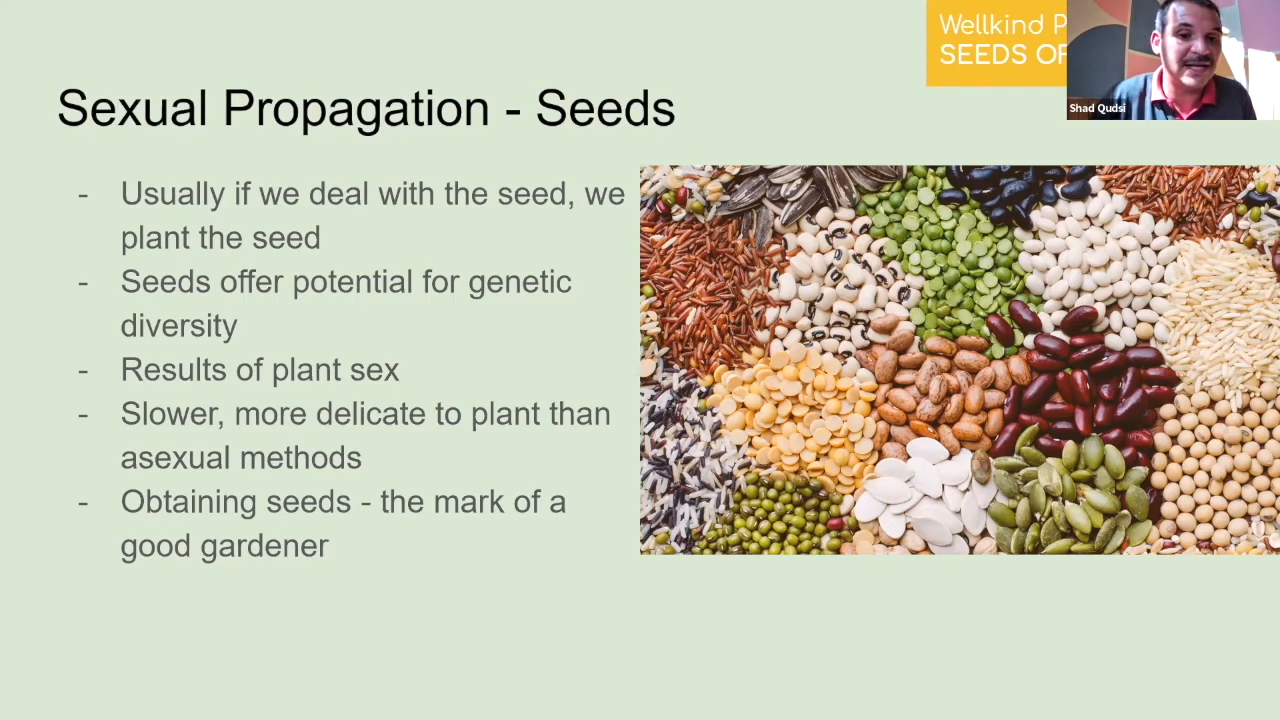 Wellkind P
SEEDS OF
Shad Qudsi
Sexual Propagation - Seeds
- Usually if we deal with the seed, we
plant the seed
- Seeds offer potential for genetic
diversity
- Results of plant sex
- Slower, more delicate to plant than
asexual methods
- Obtaining seeds - the mark of a
good gardener